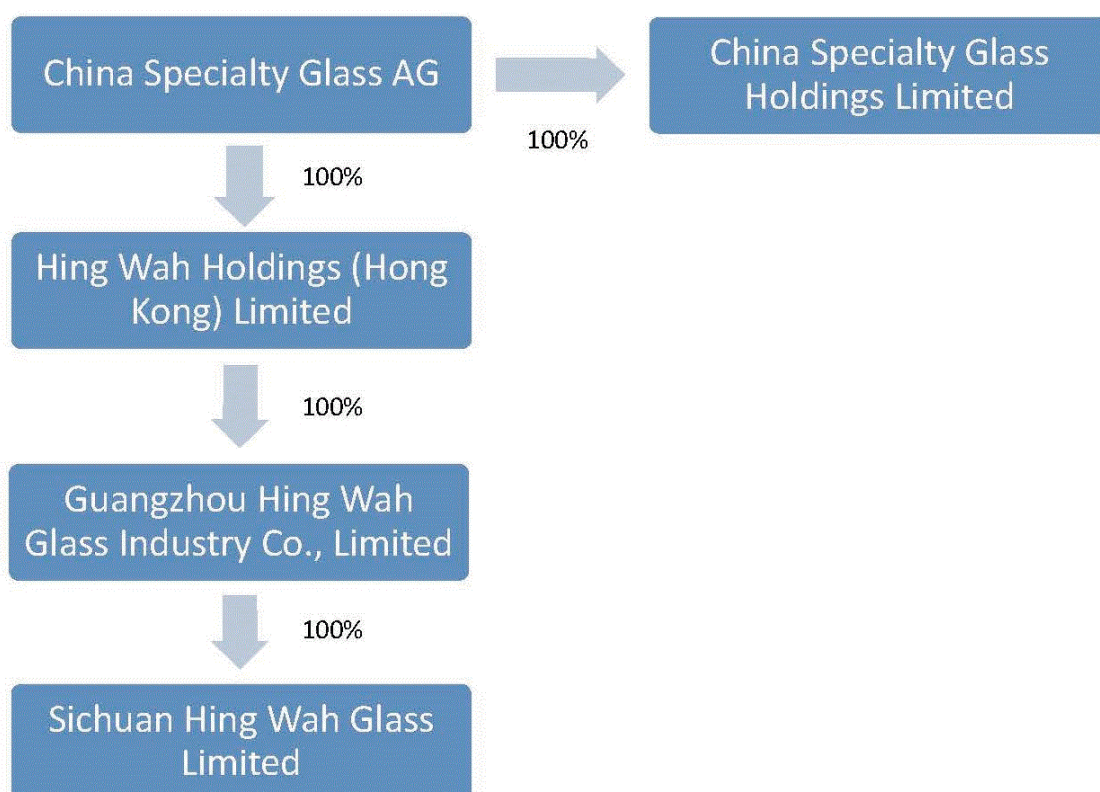 China Specialty Glass AG
China Specialty Glass
Holdings Limited
100%
100%
Hing Wah Holdings (Hong
Kong) Limited
100%
Guangzhou Hing Wah
Glass Industry Co., Limited
100%
Sichuan Hing Wah Glass
Limited